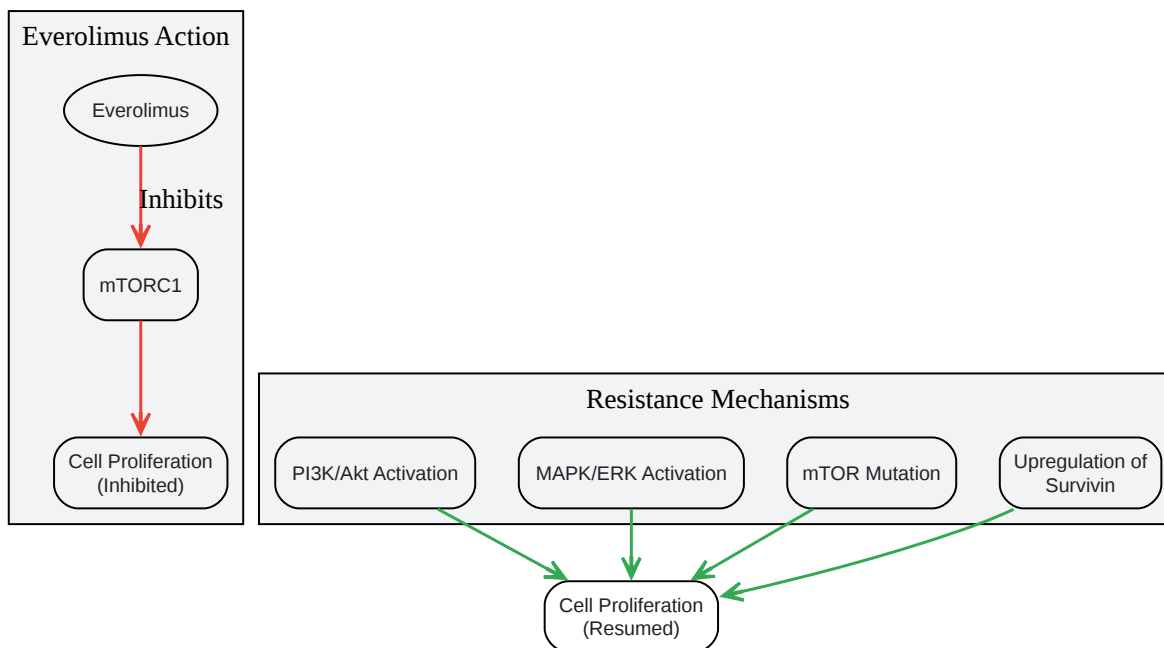 Everolimus Action
Everolimus
Inhibits
mTORC1
Cell Proliferation
(Inhibited)
Resistance Mechanisms
PI3K/Akt Activation
MAPK/ERK Activation
mTOR Mutation
Upregulation of
Survivin
Cell Proliferation
(Resumed)